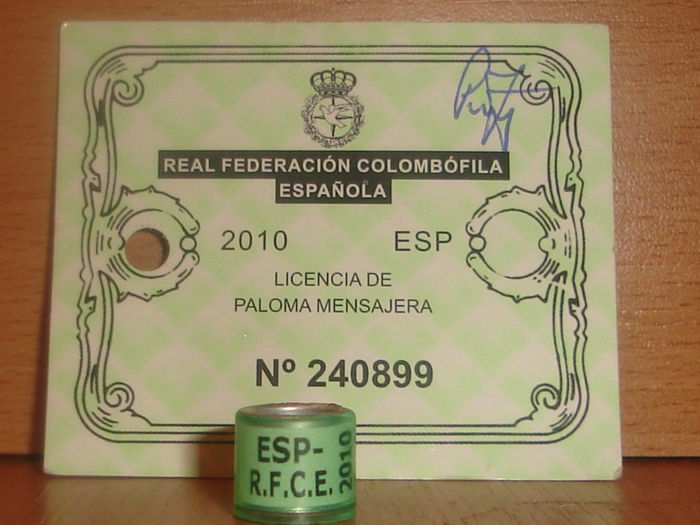 REAL FEDERACIÓN COLOMBÓFILA
ESPAÑOLA
2010 ESP
LICENCIA DE
PALOMA MENSAJERA
Nº 240899
ESP-
R.F.C.E.
2010